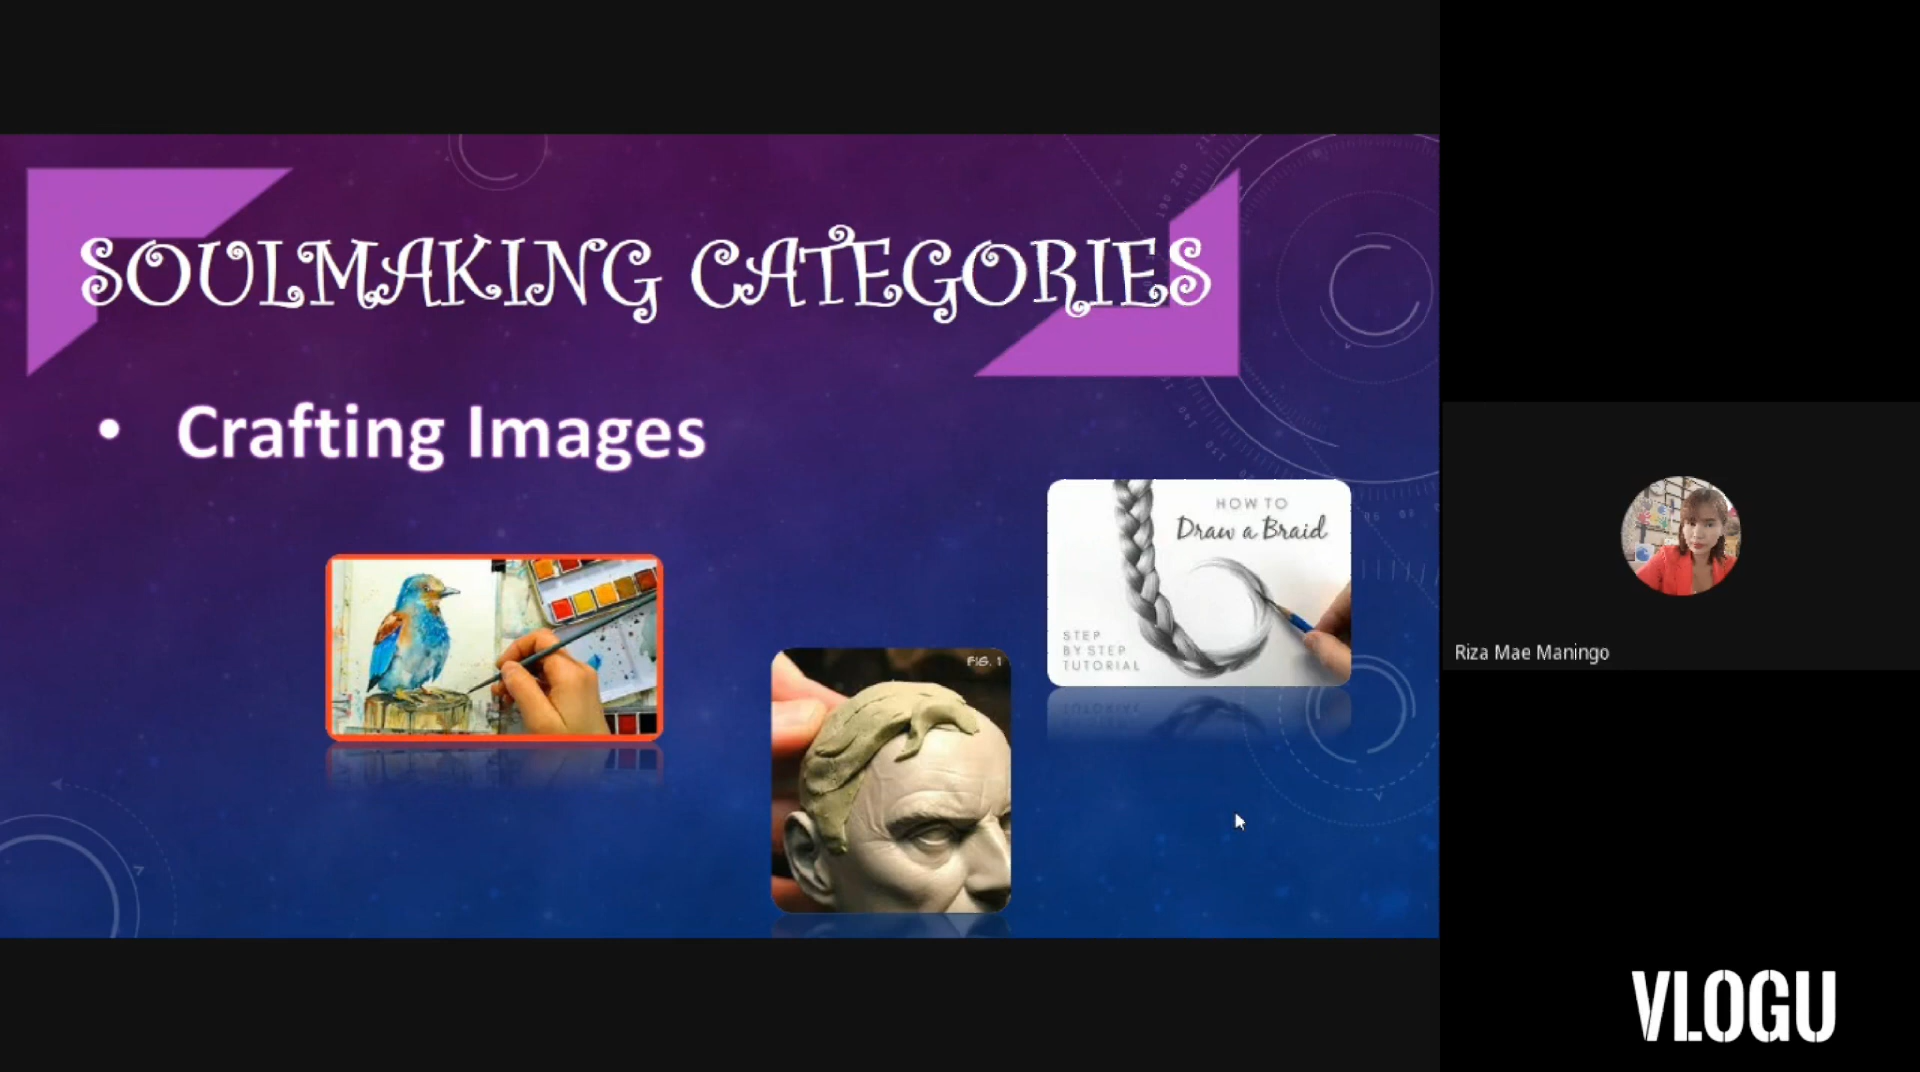 SOULMAKING CATEGORIES
• Crafting Images
HOW TO
Draw a Braid
STEP
BY STEP
TUTORIAL
FIG. 1
Riza Mae Maningo
VLOGU